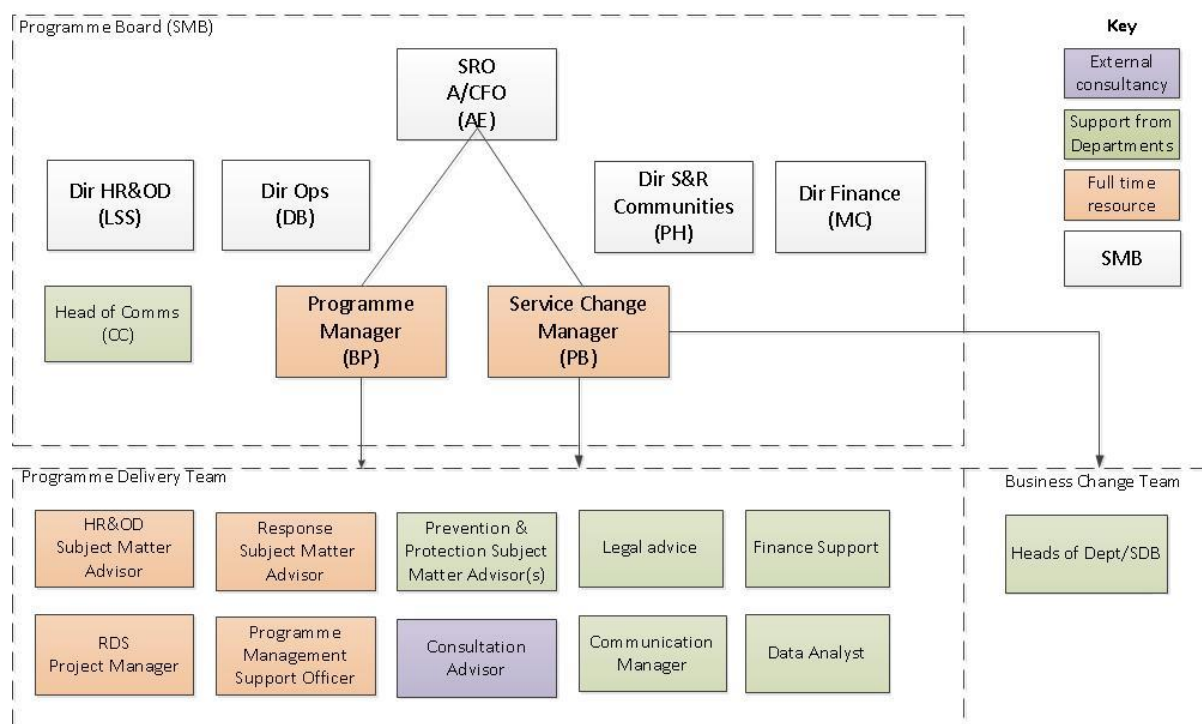 Programme Board (SMB)
SRO
A/CFO
(AE)
Dir HR&OD
(LSS)
Dir Ops
(DB)
Dir S&R
Communities
(PH)
Dir Finance
(MC)
Head of Comms
(CC)
Programme
Manager
(BP)
Service Change
Manager
(PB)
Key
External
consultancy
Support from
Departments
Full time
resource
SMB
Programme Delivery Team
HR&OD
Subject Matter
Advisor
Response
Subject Matter
Advisor
Prevention &
Protection Subject
Matter Advisor(s)
Legal advice
Finance Support
RDS
Project Manager
Programme
Management
Support Officer
Consultation
Advisor
Communication
Manager
Data Analyst
Business Change Team
Heads of Dept/SDB